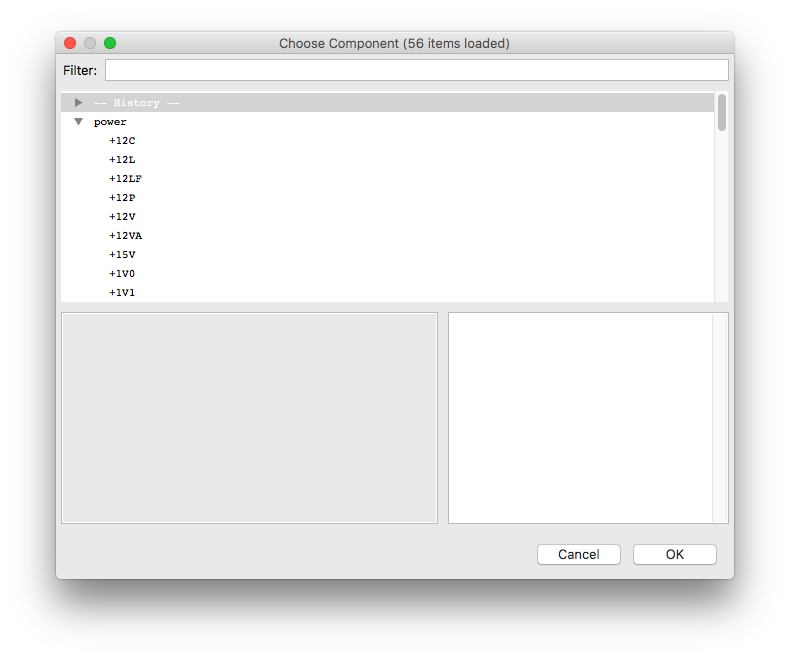 Choose Component (56 items loaded)
Filter:
-- History --
power
+12C
+12L
+12LF
+12P
+12V
+12VA
+15V
+1V0
+1V1
Cancel
OK